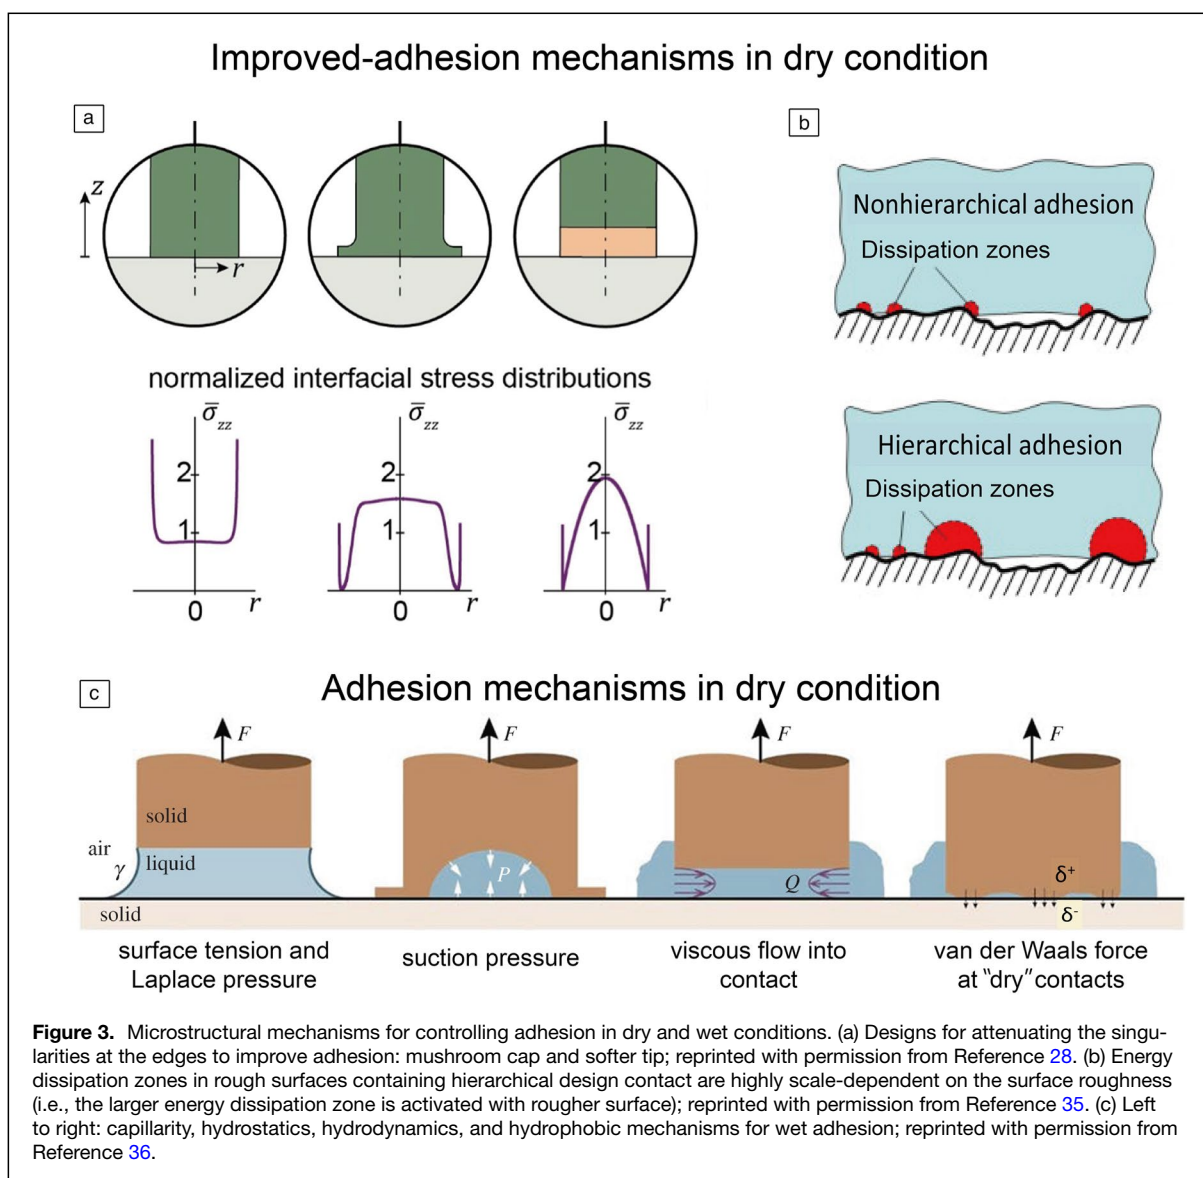 Improved-adhesion mechanisms in dry condition
a
z
r
normalized interfacial stress distributions
σ̅zz
2
1
0
r
σ̅zz
2
1
0
r
σ̅zz
2
1
0
r
b
Nonhierarchical adhesion
Dissipation zones
Hierarchical adhesion
Dissipation zones
c
Adhesion mechanisms in dry condition
F
solid
air
γ
liquid
solid
surface tension and
Laplace pressure
F
P
suction pressure
F
Q
viscous flow into
contact
F
δ+
δ-
van der Waals force
at "dry" contacts
Figure 3. Microstructural mechanisms for controlling adhesion in dry and wet conditions. (a) Designs for attenuating the singu-
larities at the edges to improve adhesion: mushroom cap and softer tip; reprinted with permission from Reference 28. (b) Energy
dissipation zones in rough surfaces containing hierarchical design contact are highly scale-dependent on the surface roughness
(i.e., the larger energy dissipation zone is activated with rougher surface); reprinted with permission from Reference 35. (c) Left
to right: capillarity, hydrostatics, hydrodynamics, and hydrophobic mechanisms for wet adhesion; reprinted with permission from
Reference 36.